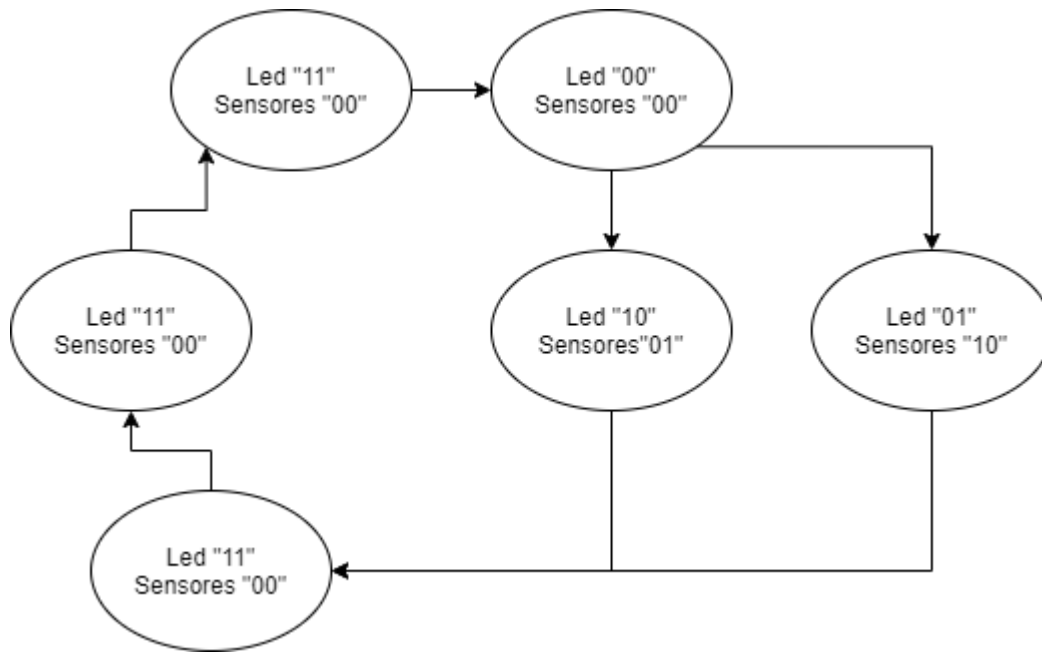 Led "11"
Sensores "00"
Led "00"
Sensores "00"
Led "11"
Sensores "00"
Led "10"
Sensores"01"
Led "01"
Sensores "10"
Led "11"
Sensores "00"